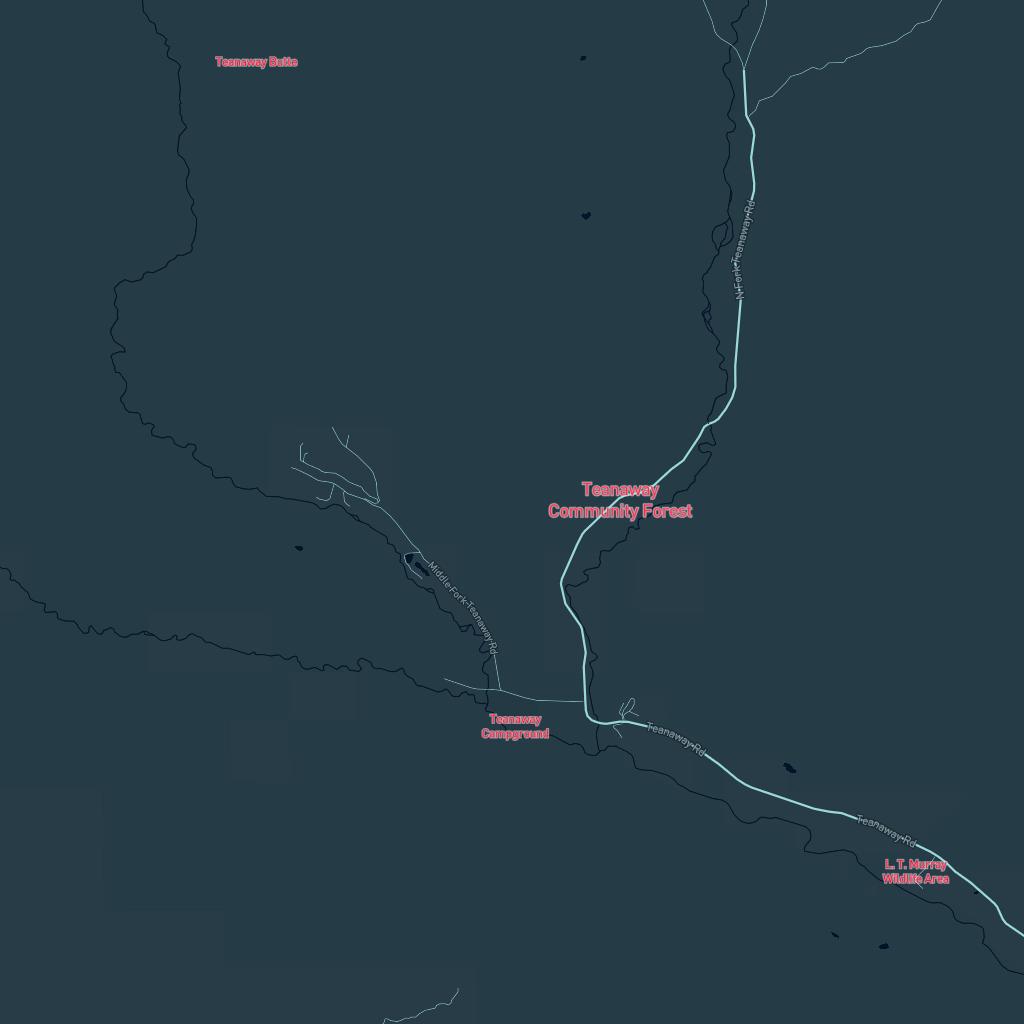 Teanaway Butte
N Fork Teanaway Rd
Teanaway
Community Forest
Middle Fork Teanaway Rd
Teanaway
Campground
Teanaway Rd
Teanaway Rd
L. T. Murray
Wildlife Area